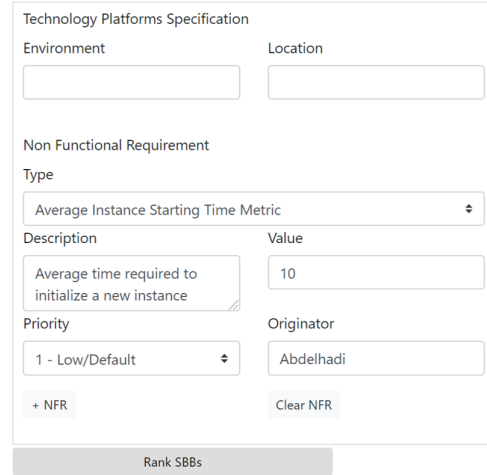 Technology Platforms Specification
Environment Location
Non Functional Requirement
Type
Average Instance Starting Time Metric
Description Value
Average time required to
initialize a new instance
10
Priority Originator
1 - Low/Default Abdelhadi
+ NFR Clear NFR
Rank SBBs